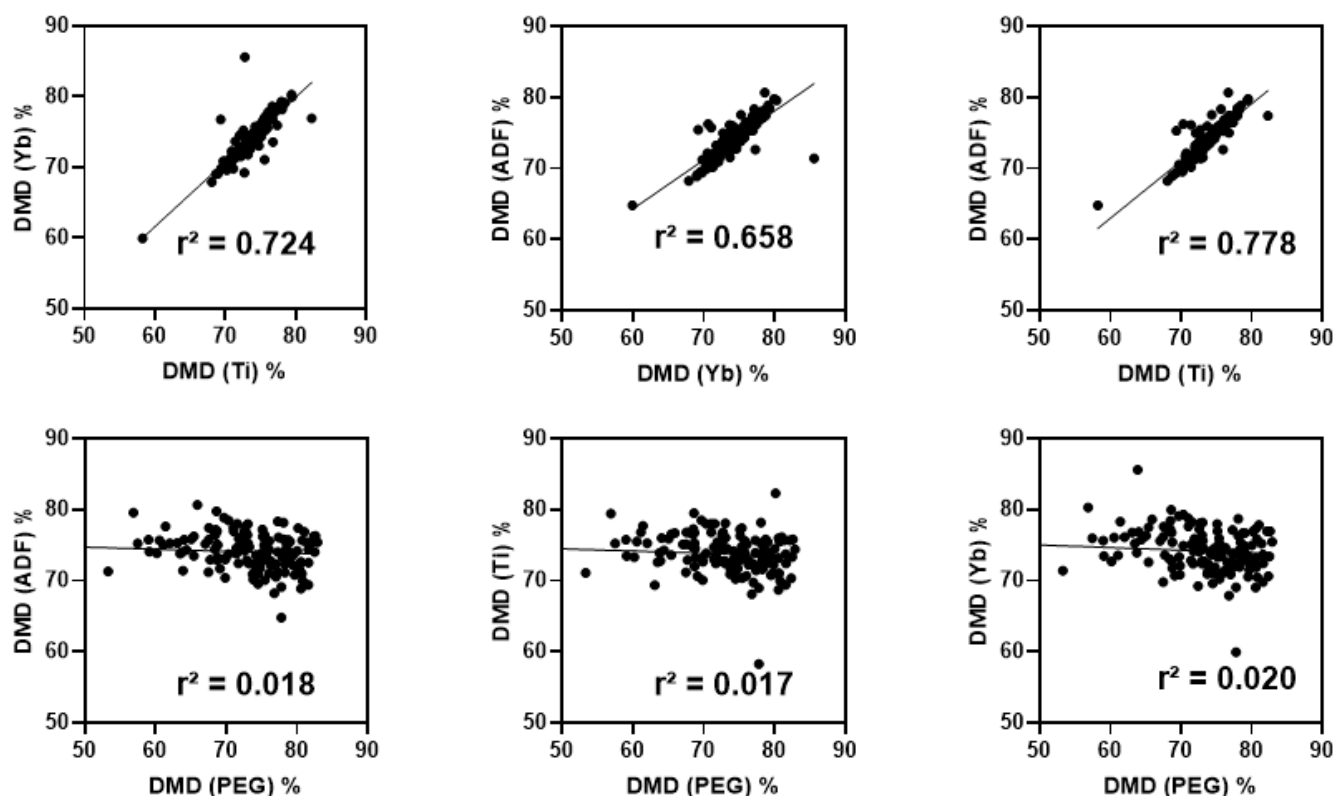 90
80
70
60
50
DMD (Yb) %
r² = 0.724
50 60 70 80 90
DMD (Ti) %
90
80
70
60
50
DMD (ADF) %
r² = 0.658
50 60 70 80 90
DMD (Yb) %
90
80
70
60
50
DMD (ADF) %
r² = 0.778
50 60 70 80 90
DMD (Ti) %
90
80
70
60
50
DMD (ADF) %
r² = 0.018
50 60 70 80 90
DMD (PEG) %
90
80
70
60
50
DMD (Ti) %
r² = 0.017
50 60 70 80 90
DMD (PEG) %
90
80
70
60
50
DMD (Yb) %
r² = 0.020
50 60 70 80 90
DMD (PEG) %